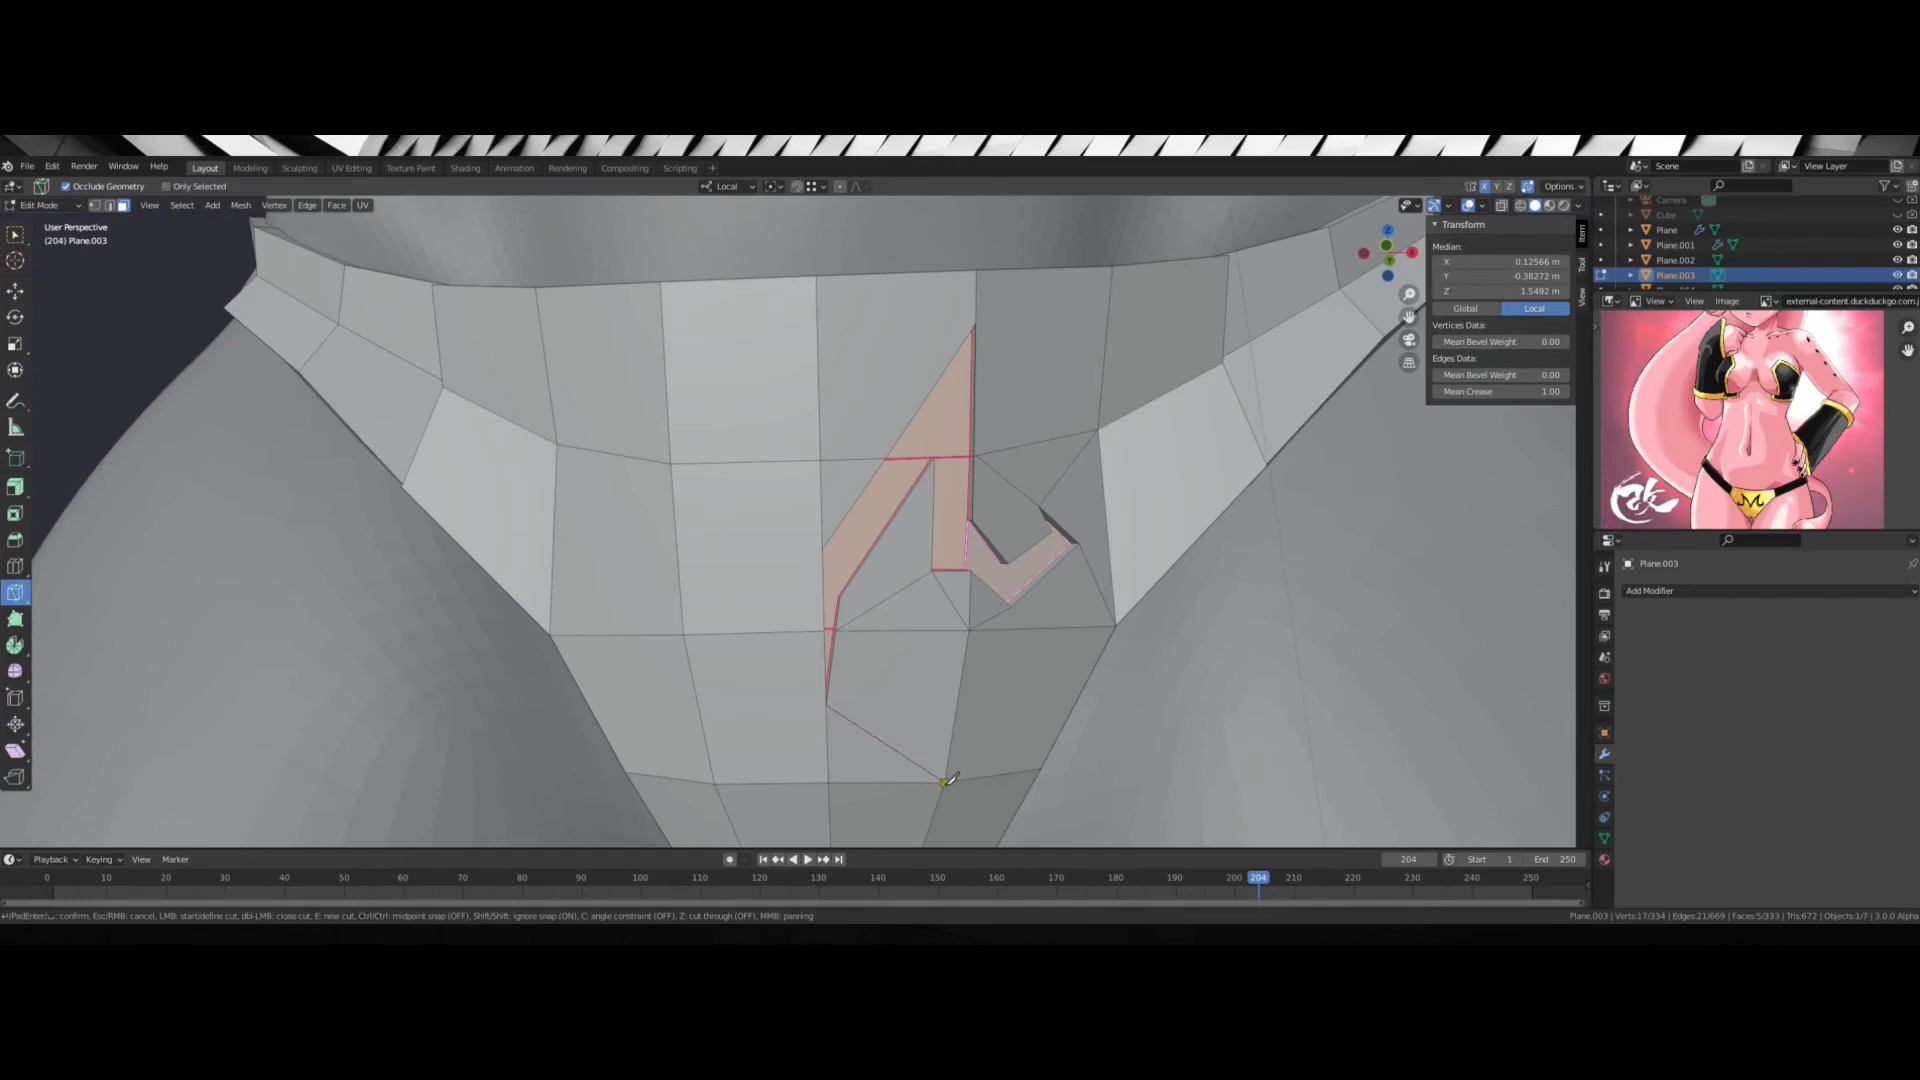 File Edit Render Window Help
Layout Modeling Sculpting UV Editing Texture Paint Shading Animation Rendering Compositing Scripting +
Scene
View Layer
Occlude Geometry Only Selected
Local
X Y Z
Options
Edit Mode
View Select Add Mesh Vertex Edge Face UV
User Perspective
(204) Plane.003
Transform
Median:
X 0.12566 m
Y -0.38272 m
Z 1.5492 m
Global Local
Vertices Data:
Mean Bevel Weight 0.00
Edges Data:
Mean Bevel Weight 0.00
Mean Crease 1.00
Item
Tool
View
Z
X
Y
Camera
Cube
Plane
Plane.001
Plane.002
Plane.003
View View Image external-content.duckduckgo.com.j
M
Plane.003
Add Modifier
Playback Keying View Marker
204 Start 1 End 250
0 10 20 30 40 50 60 70 80 90 100 110 120 130 140 150 160 170 180 190 200 204 210 220 230 240 250
/PadEnter/ : confirm, Esc/RMB: cancel, LMB: start/define cut, dbl-LMB: close cut, E: new cut, Ctrl/Ctrl: midpoint snap (OFF), Shift/Shift: ignore snap (ON), C: angle constraint (OFF), Z: cut through (OFF), MMB: panning
Plane.003 | Verts:17/334 | Edges:21/669 | Faces:5/333 | Tris:672 | Objects:1/7 | 3.0.0 Alpha